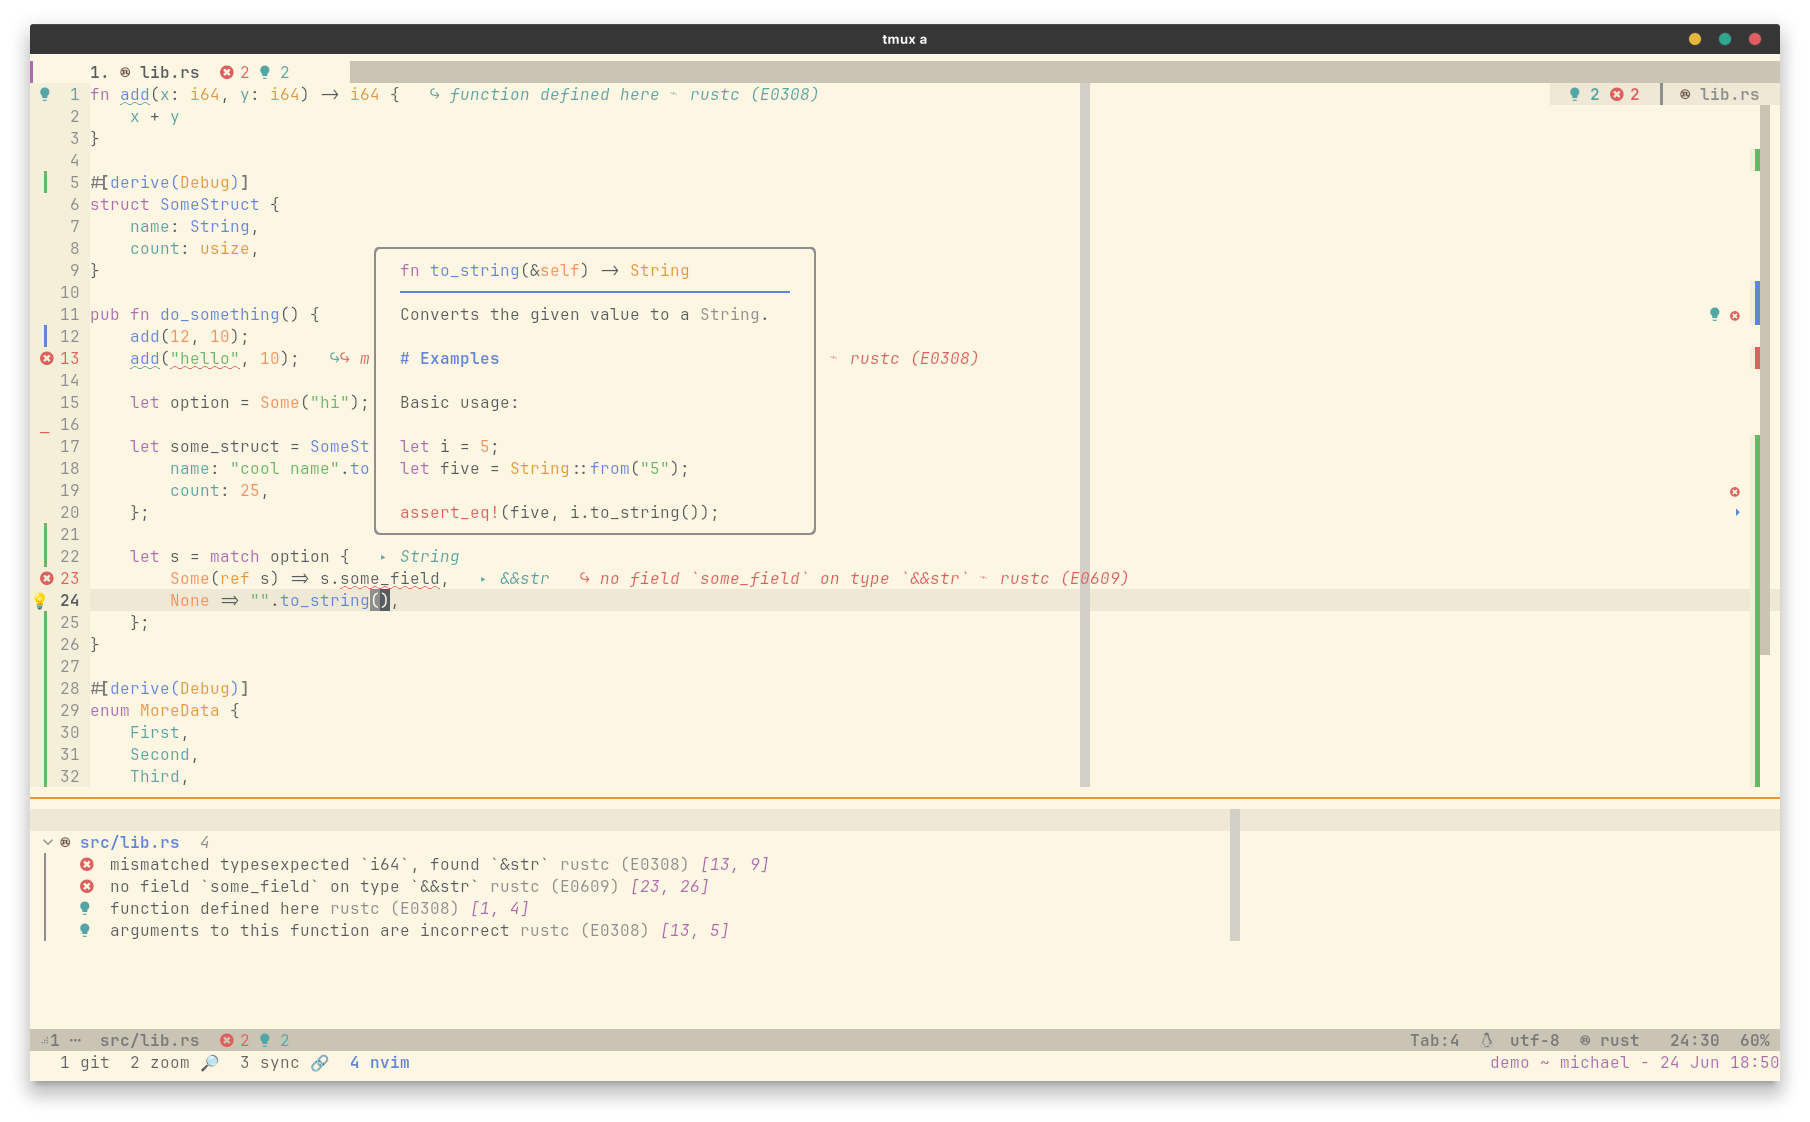 tmux a
1. lib.rs 2 2
1 fn add(x: i64, y: i64) -> i64 { function defined here rustc (E0308) 2 2 lib.rs
2 x + y
3 }
4
5 #[derive(Debug)]
6 struct SomeStruct {
7 name: String,
8 count: usize,
9 }
10
11 pub fn do_something() {
12 add(12, 10);
13 add("hello", 10); m rustc (E0308)
14
15 let option = Some("hi");
16
17 let some_struct = SomeSt
18 name: "cool name".to
19 count: 25,
20 };
21
22 let s = match option { String
23 Some(ref s) => s.some_field, &&str no field `some_field` on type `&&str` rustc (E0609)
24 None => "".to_string(),
25 };
26 }
27
28 #[derive(Debug)]
29 enum MoreData {
30 First,
31 Second,
32 Third,
fn to_string(&self) -> String
Converts the given value to a String.
# Examples
Basic usage:
let i = 5;
let five = String::from("5");
assert_eq!(five, i.to_string());
src/lib.rs 4
mismatched typesexpected `i64`, found `&str` rustc (E0308) [13, 9]
no field `some_field` on type `&&str` rustc (E0609) [23, 26]
function defined here rustc (E0308) [1, 4]
arguments to this function are incorrect rustc (E0308) [13, 5]
1 ··· src/lib.rs 2 2 Tab:4 utf-8 rust 24:30 60%
1 git 2 zoom 🔎 3 sync 🔗 4 nvim demo ~ michael - 24 Jun 18:50